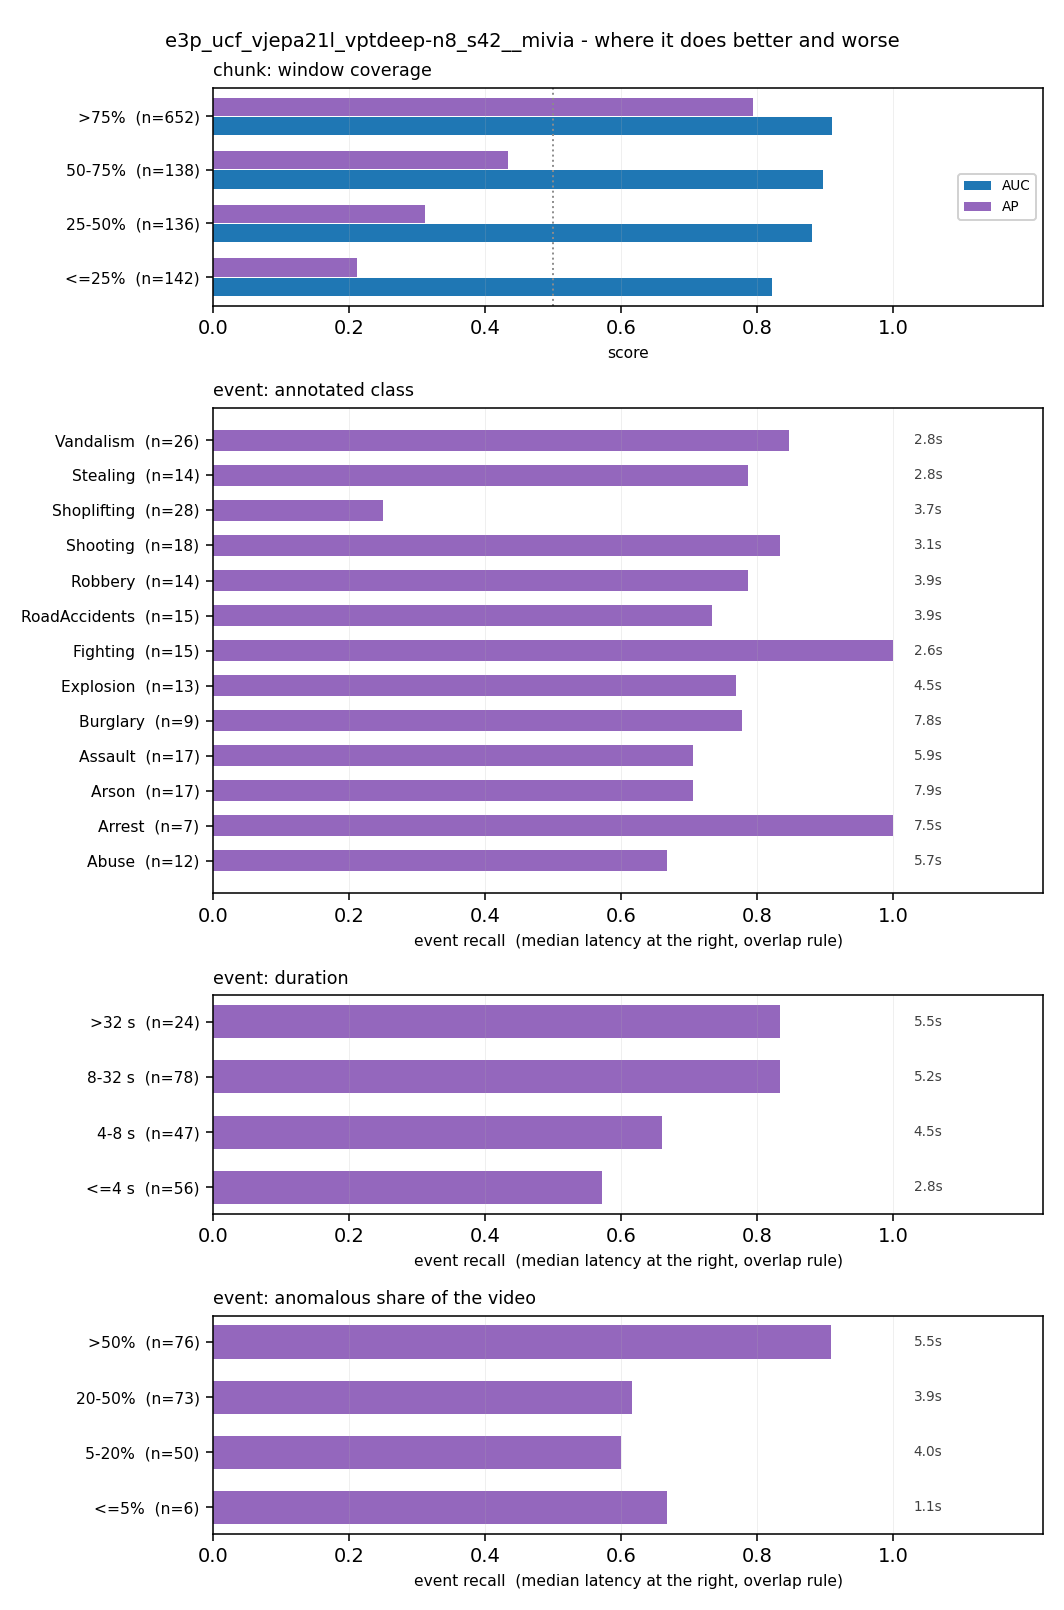 e3p_ucf_vjepa21l_vptdeep-n8_s42__mivia - where it does better and worse
chunk: window coverage
>75%  (n=652)
50-75%  (n=138)
25-50%  (n=136)
<=25%  (n=142)
AUC
AP
0.0 0.2 0.4 0.6 0.8 1.0
score
event: annotated class
Vandalism  (n=26) 2.8s
Stealing  (n=14) 2.8s
Shoplifting  (n=28) 3.7s
Shooting  (n=18) 3.1s
Robbery  (n=14) 3.9s
RoadAccidents  (n=15) 3.9s
Fighting  (n=15) 2.6s
Explosion  (n=13) 4.5s
Burglary  (n=9) 7.8s
Assault  (n=17) 5.9s
Arson  (n=17) 7.9s
Arrest  (n=7) 7.5s
Abuse  (n=12) 5.7s
0.0 0.2 0.4 0.6 0.8 1.0
event recall  (median latency at the right, overlap rule)
event: duration
>32 s  (n=24) 5.5s
8-32 s  (n=78) 5.2s
4-8 s  (n=47) 4.5s
<=4 s  (n=56) 2.8s
0.0 0.2 0.4 0.6 0.8 1.0
event recall  (median latency at the right, overlap rule)
event: anomalous share of the video
>50%  (n=76) 5.5s
20-50%  (n=73) 3.9s
5-20%  (n=50) 4.0s
<=5%  (n=6) 1.1s
0.0 0.2 0.4 0.6 0.8 1.0
event recall  (median latency at the right, overlap rule)